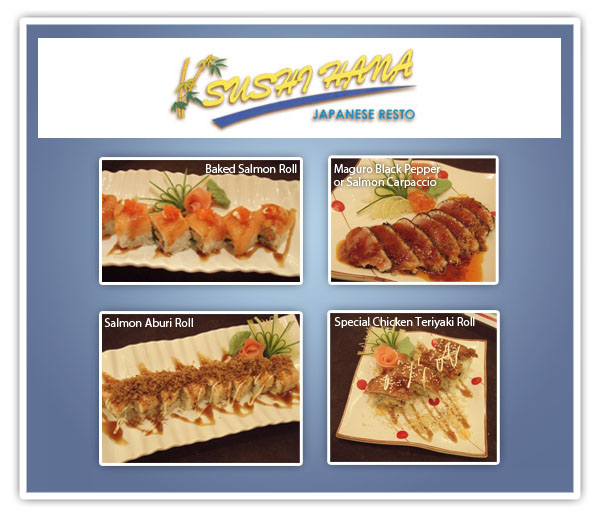 SUSHI HANA
JAPANESE RESTO
Baked Salmon Roll
Maguro Black Pepper
or Salmon Carpaccio
Salmon Aburi Roll
Special Chicken Teriyaki Roll